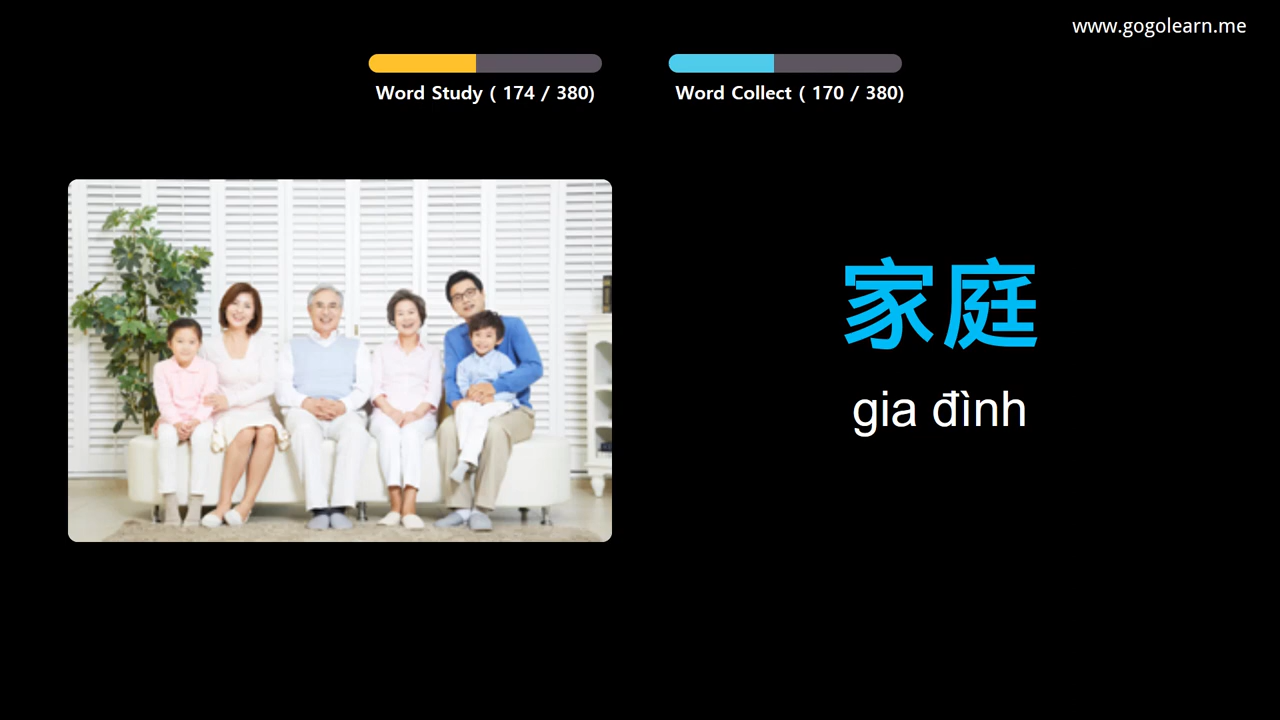 www.gogolearn.me
Word Study ( 174 / 380)
Word Collect ( 170 / 380)
家庭
gia đình